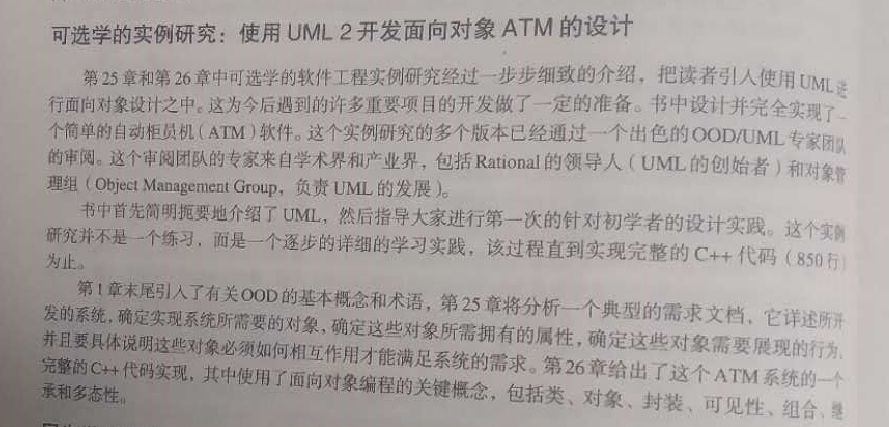 可选学的实例研究：使用 UML 2 开发面向对象 ATM 的设计
第 25 章和第 26 章中可选学的软件工程实例研究经过一步步细致的介绍，把读者引入使用 UML 进
行面向对象设计之中。这为今后遇到的许多重要项目的开发做了一定的准备。书中设计并完全实现了一
个简单的自动柜员机（ATM）软件。这个实例研究的多个版本已经通过一个出色的OOD/UML 专家团队
的审阅。这个审阅团队的专家来自学术界和产业界，包括 Rational 的领导人（UML 的创始者）和对象管
理组（Object Management Group，负责 UML 的发展）。
书中首先简明扼要地介绍了 UML，然后指导大家进行第一次的针对初学者的设计实践。这个实例
研究并不是一个练习，而是一个逐步的详细的学习实践，该过程直到实现完整的 C++ 代码（850 行）
为止。
第 1 章末尾引入了有关 OOD 的基本概念和术语，第 25 章将分析一个典型的需求文档，它详述所开
发的系统，确定实现系统所需要的对象，确定这些对象所需拥有的属性，确定这些对象需要展现的行为，
并且要具体说明这些对象必须如何相互作用才能满足系统的需求。第 26 章给出了这个 ATM 系统的一个
完整的 C++ 代码实现，其中使用了面向对象编程的关键概念，包括类、对象、封装、可见性、组合、继
承和多态性。